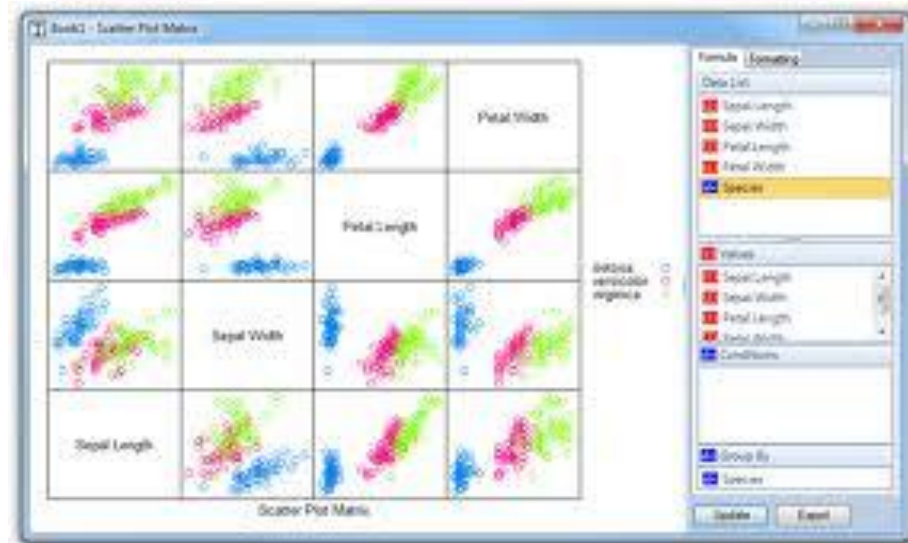 Book1 - Scatter Plot Matrix
Petal Width
Petal Length
Sepal Width
Sepal Length
Scatter Plot Matrix
setosa
versicolor
virginica
Formula Formatting
Data List
Sepal Length
Sepal Width
Petal Length
Petal Width
Species
Values
Sepal Length
Sepal Width
Petal Length
Petal Width
Conditions
Group By
Species
Update Export